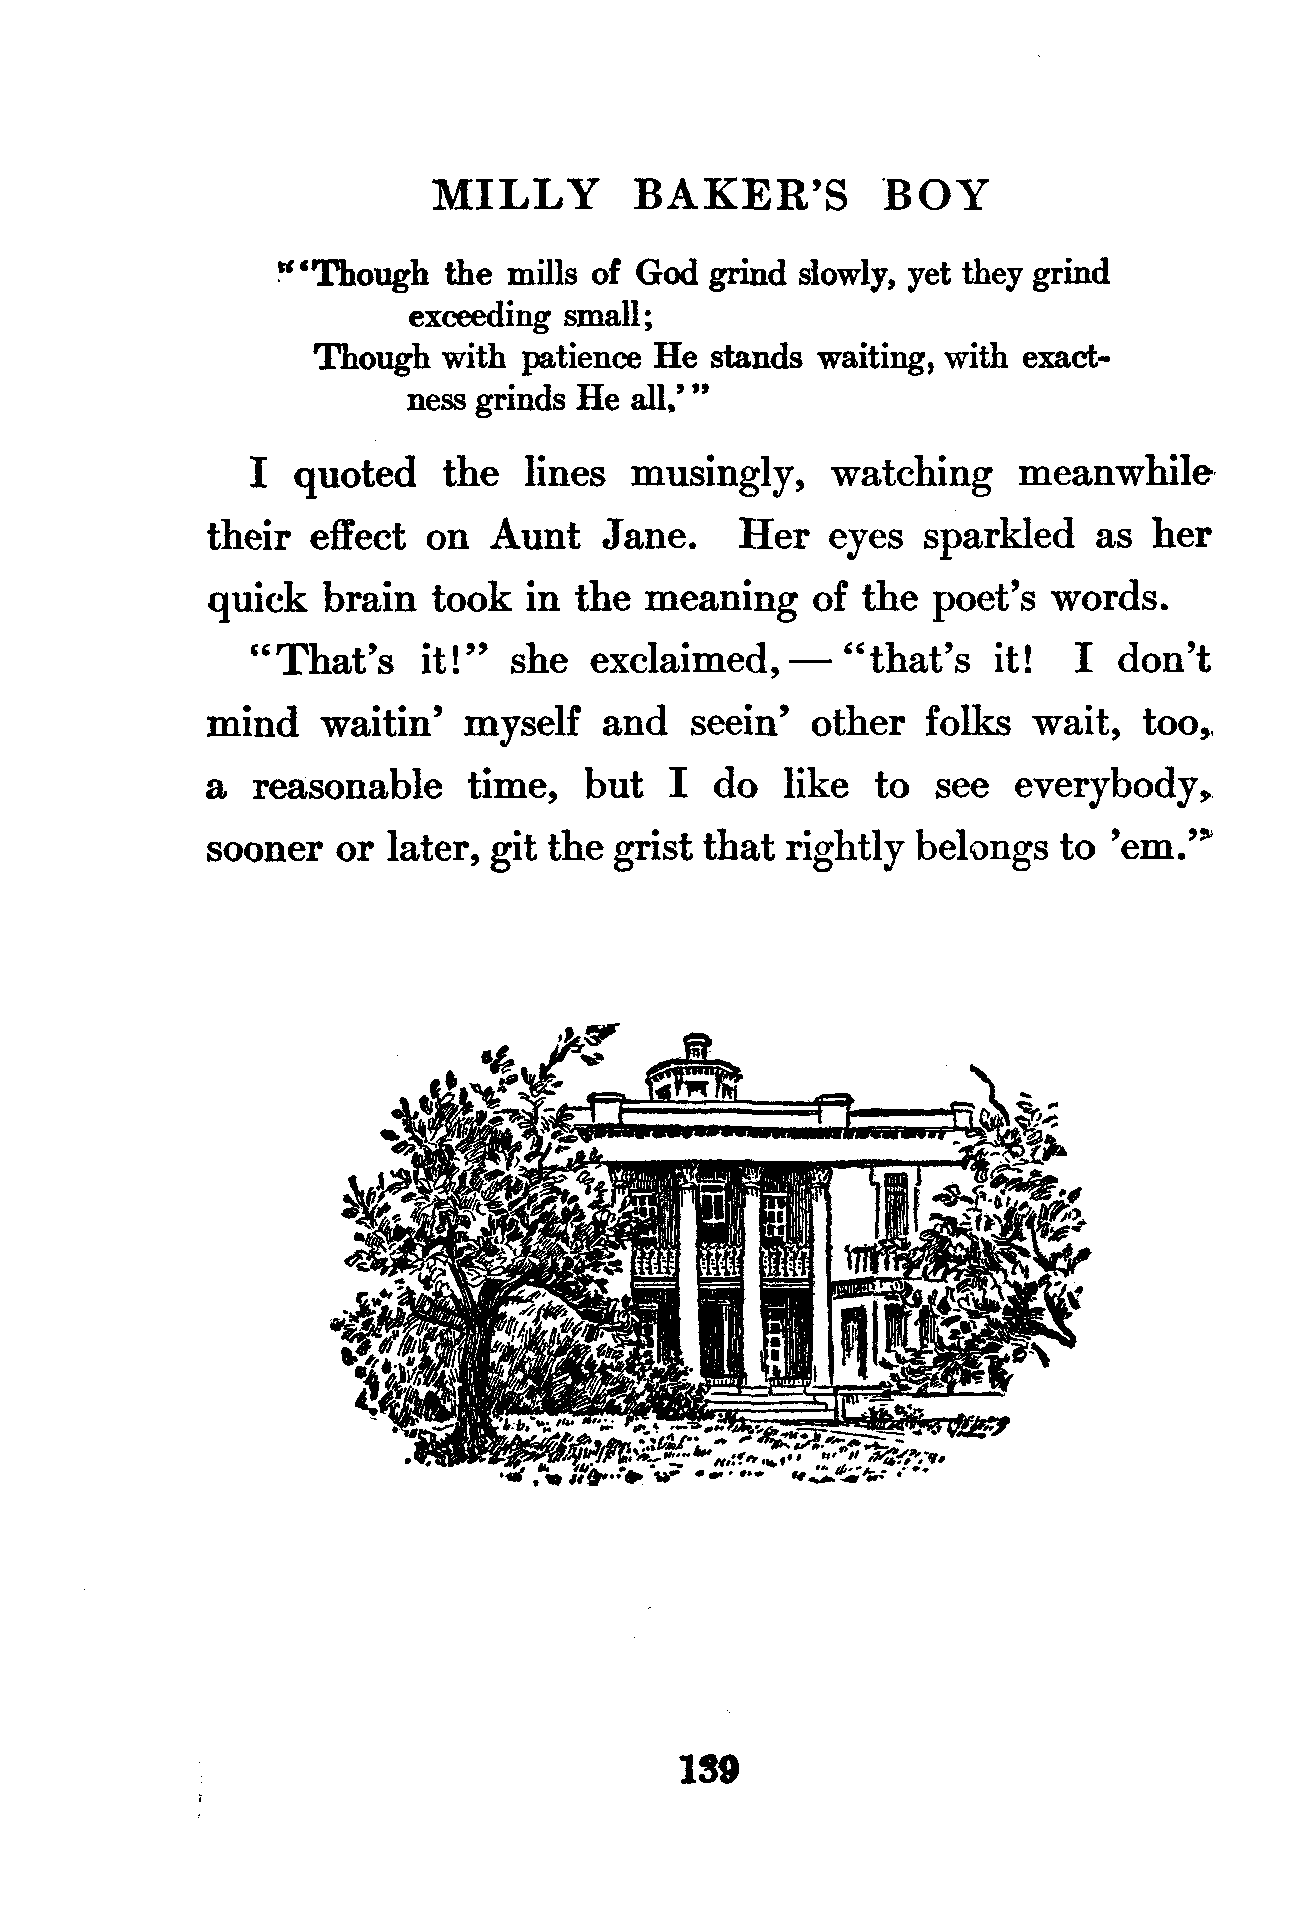 MILLY BAKER'S BOY
"'Though the mills of God grind slowly, yet they grind
exceeding small;
Though with patience He stands waiting, with exact-
ness grinds He all.'"
I quoted the lines musingly, watching meanwhile
their effect on Aunt Jane. Her eyes sparkled as her
quick brain took in the meaning of the poet's words.
"That's it!" she exclaimed, — "that's it! I don't
mind waitin' myself and seein' other folks wait, too,
a reasonable time, but I do like to see everybody,
sooner or later, git the grist that rightly belongs to 'em."
139